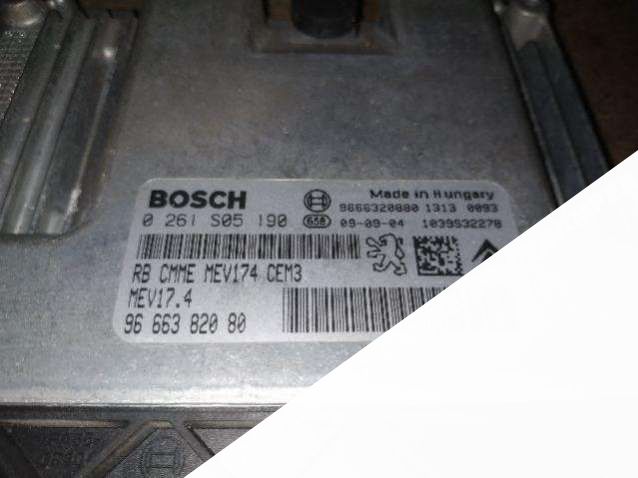 BOSCH
Made in Hungary
9666320880 1313 0093
0 261 S05 190 658 09-09-04 1039S32278
RB CMME MEV174 CEM3
MEV17.4
96 663 820 80